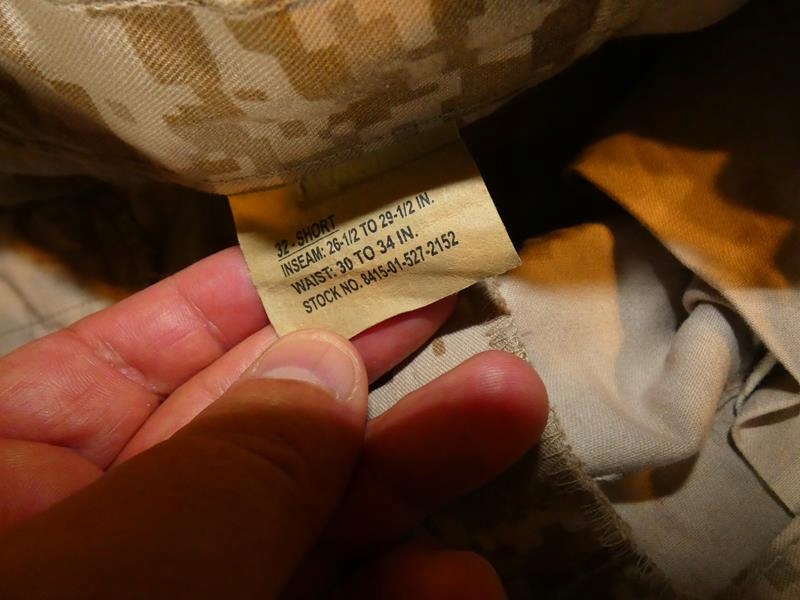 32 - SHORT
INSEAM: 26-1/2 TO 29-1/2 IN.
WAIST: 30 TO 34 IN.
STOCK NO. 8415-01-527-2152